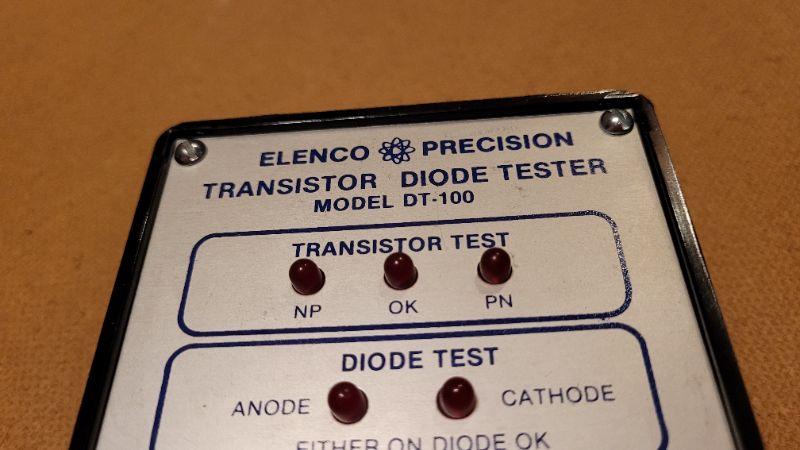 ELENCO PRECISION
TRANSISTOR DIODE TESTER
MODEL DT-100
TRANSISTOR TEST
NP OK PN
DIODE TEST
ANODE CATHODE
EITHER ON DIODE OK